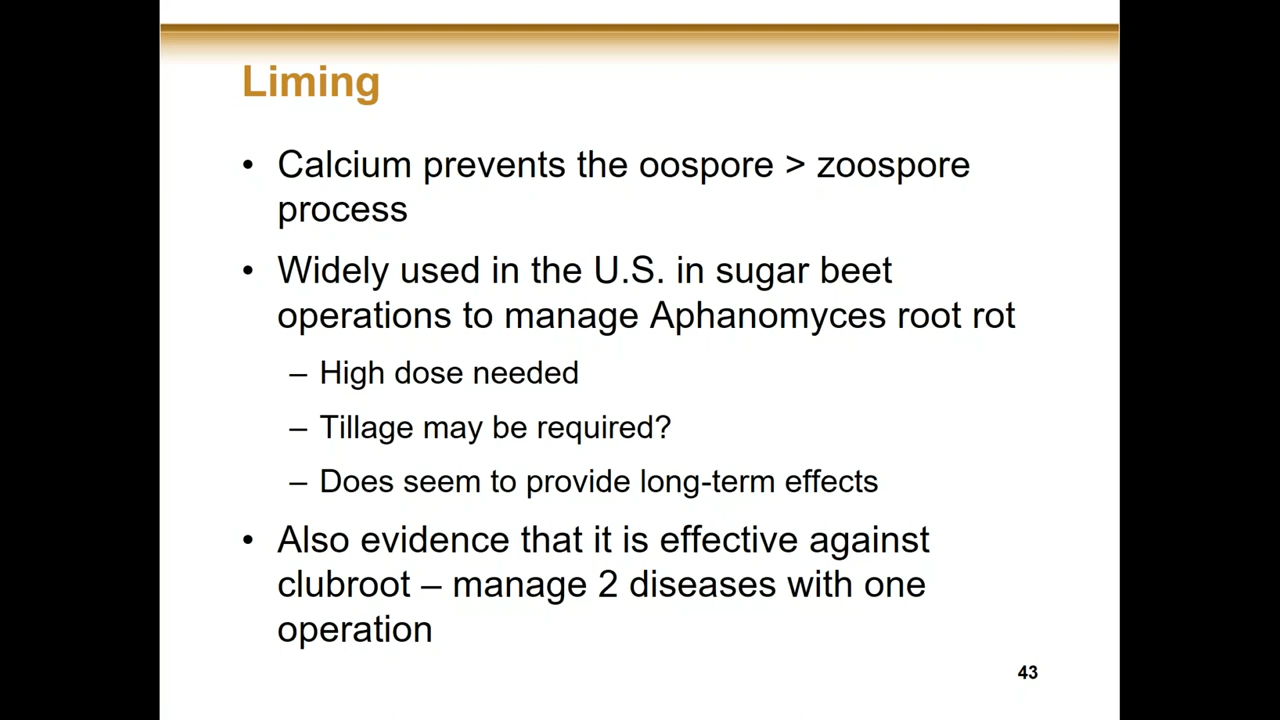 Liming
• Calcium prevents the oospore > zoospore
process
• Widely used in the U.S. in sugar beet
operations to manage Aphanomyces root rot
– High dose needed
– Tillage may be required?
– Does seem to provide long-term effects
• Also evidence that it is effective against
clubroot – manage 2 diseases with one
operation
43